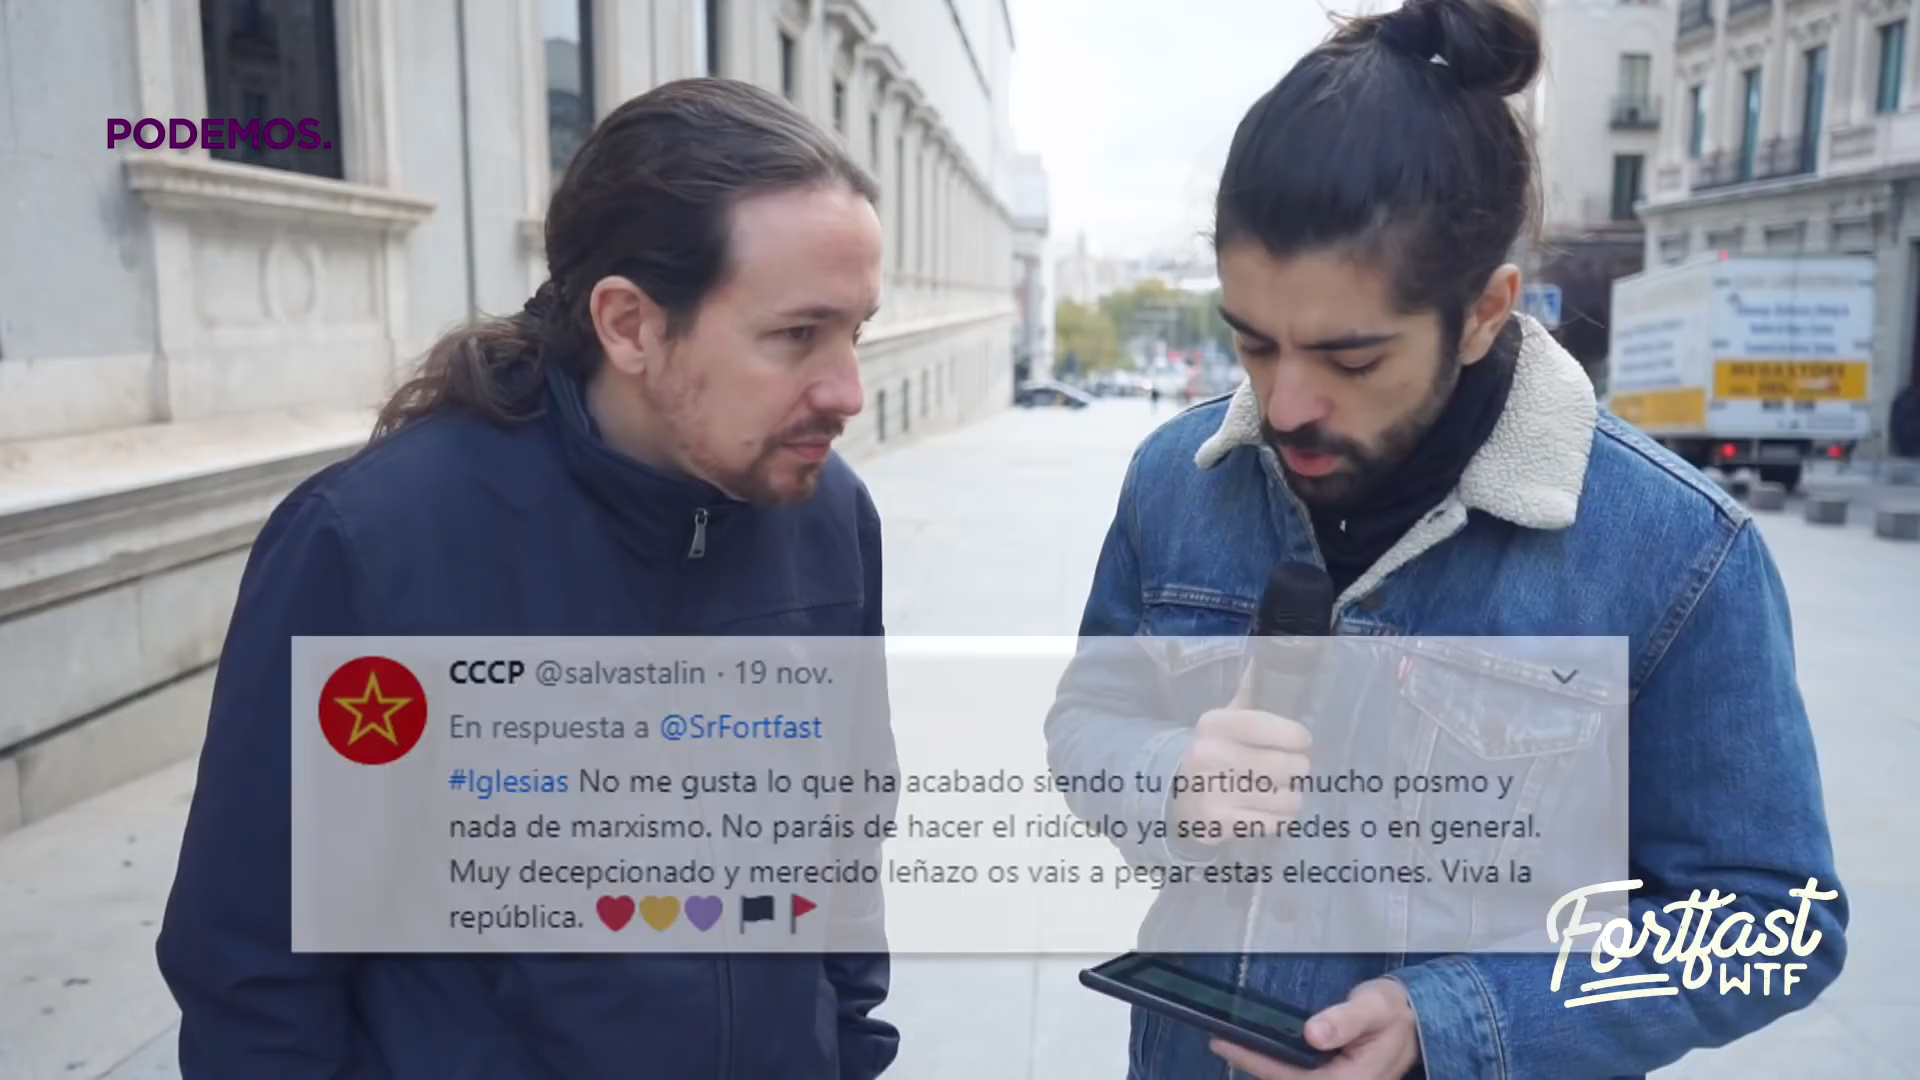 PODEMOS.
CCCP @salvastalin · 19 nov.
En respuesta a @SrFortfast
#Iglesias No me gusta lo que ha acabado siendo tu partido, mucho posmo y
nada de marxismo. No paráis de hacer el ridículo ya sea en redes o en general.
Muy decepcionado y merecido leñazo os vais a pegar estas elecciones. Viva la
república. ❤️💛💜 🏴🚩
Fortfast
WTF